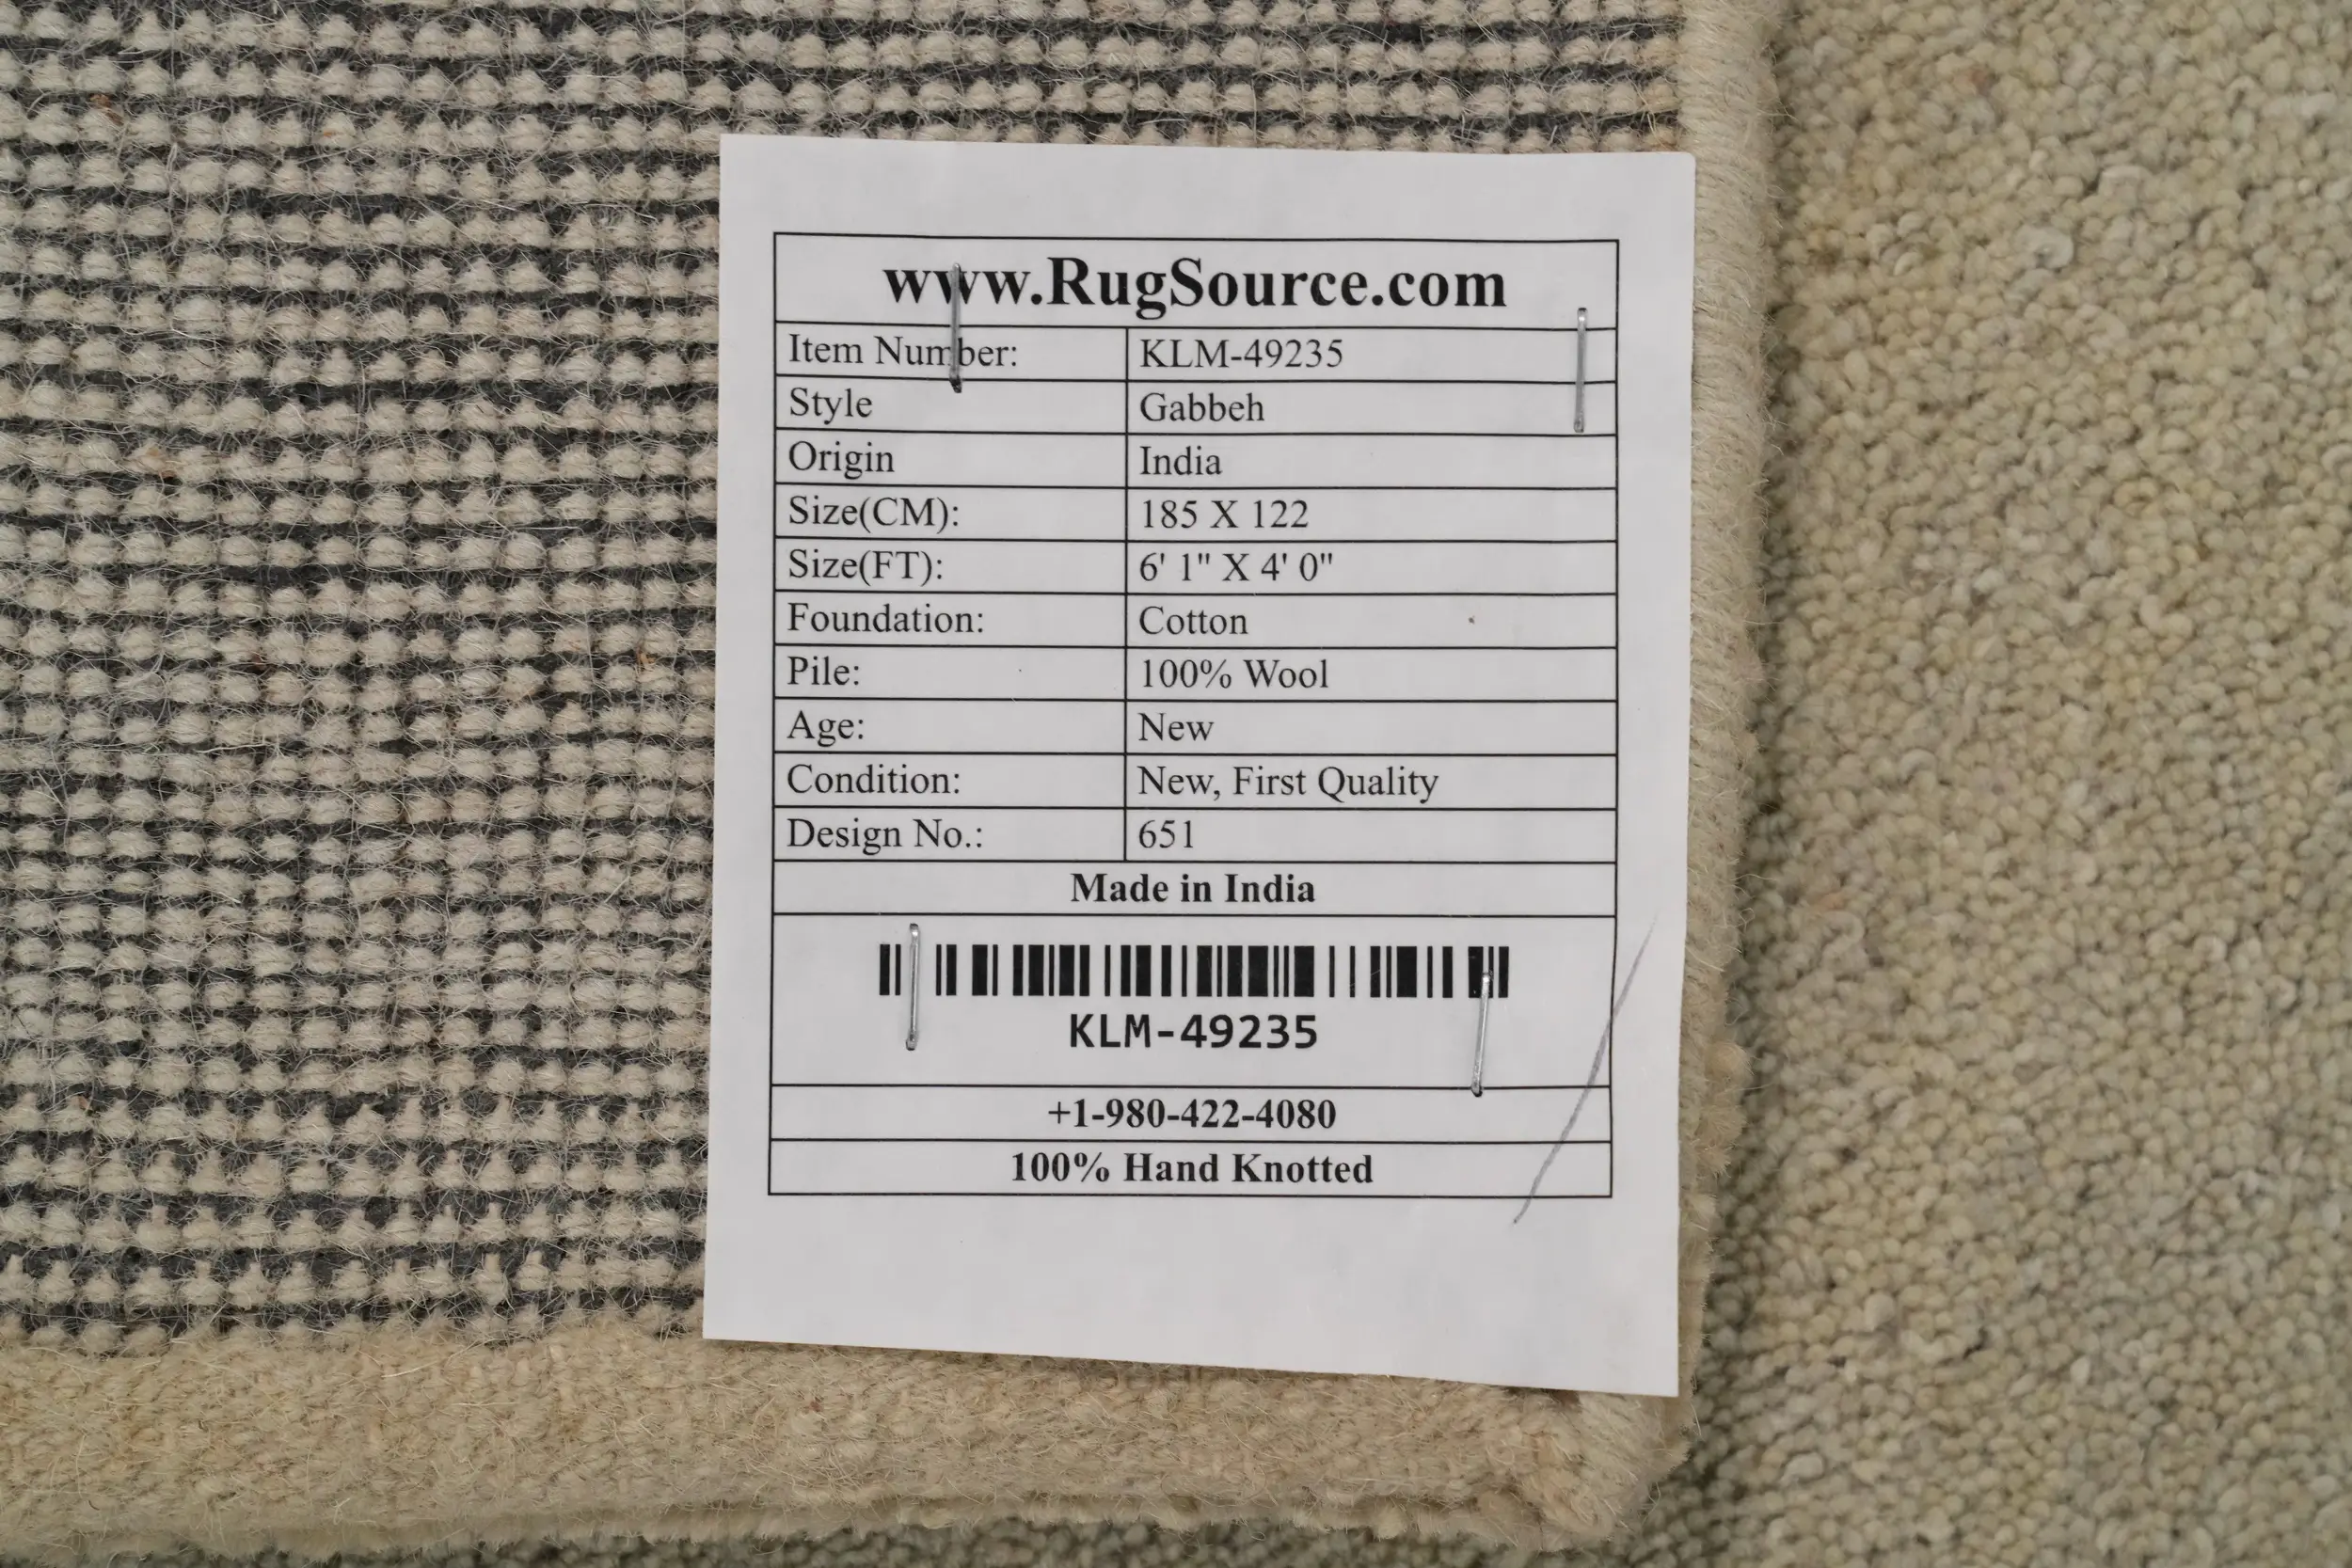 www.RugSource.com
Item Number: KLM-49235
Style Gabbeh
Origin India
Size(CM): 185 X 122
Size(FT): 6' 1" X 4' 0"
Foundation: Cotton
Pile: 100% Wool
Age: New
Condition: New, First Quality
Design No.: 651
Made in India
KLM-49235
+1-980-422-4080
100% Hand Knotted